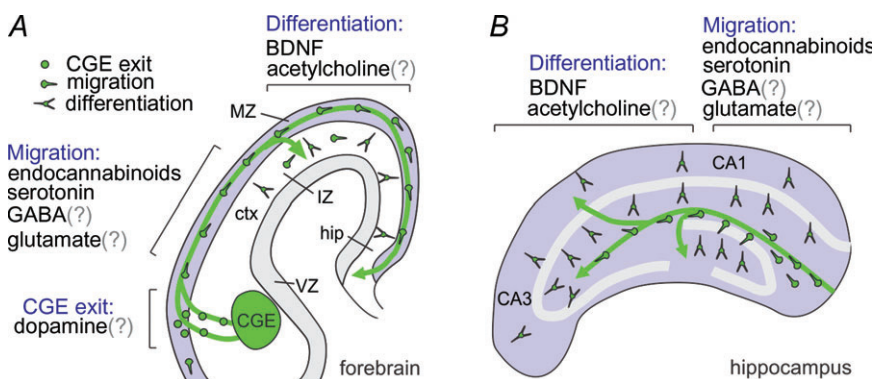 A
CGE exit
migration
differentiation
Differentiation:
BDNF
acetylcholine(?)
MZ
Migration:
endocannabinoids
serotonin
GABA(?)
glutamate(?)
IZ
ctx
hip
VZ
CGE exit:
dopamine(?)
CGE
forebrain
B
Differentiation:
BDNF
acetylcholine(?)
Migration:
endocannabinoids
serotonin
GABA(?)
glutamate(?)
CA1
CA3
hippocampus